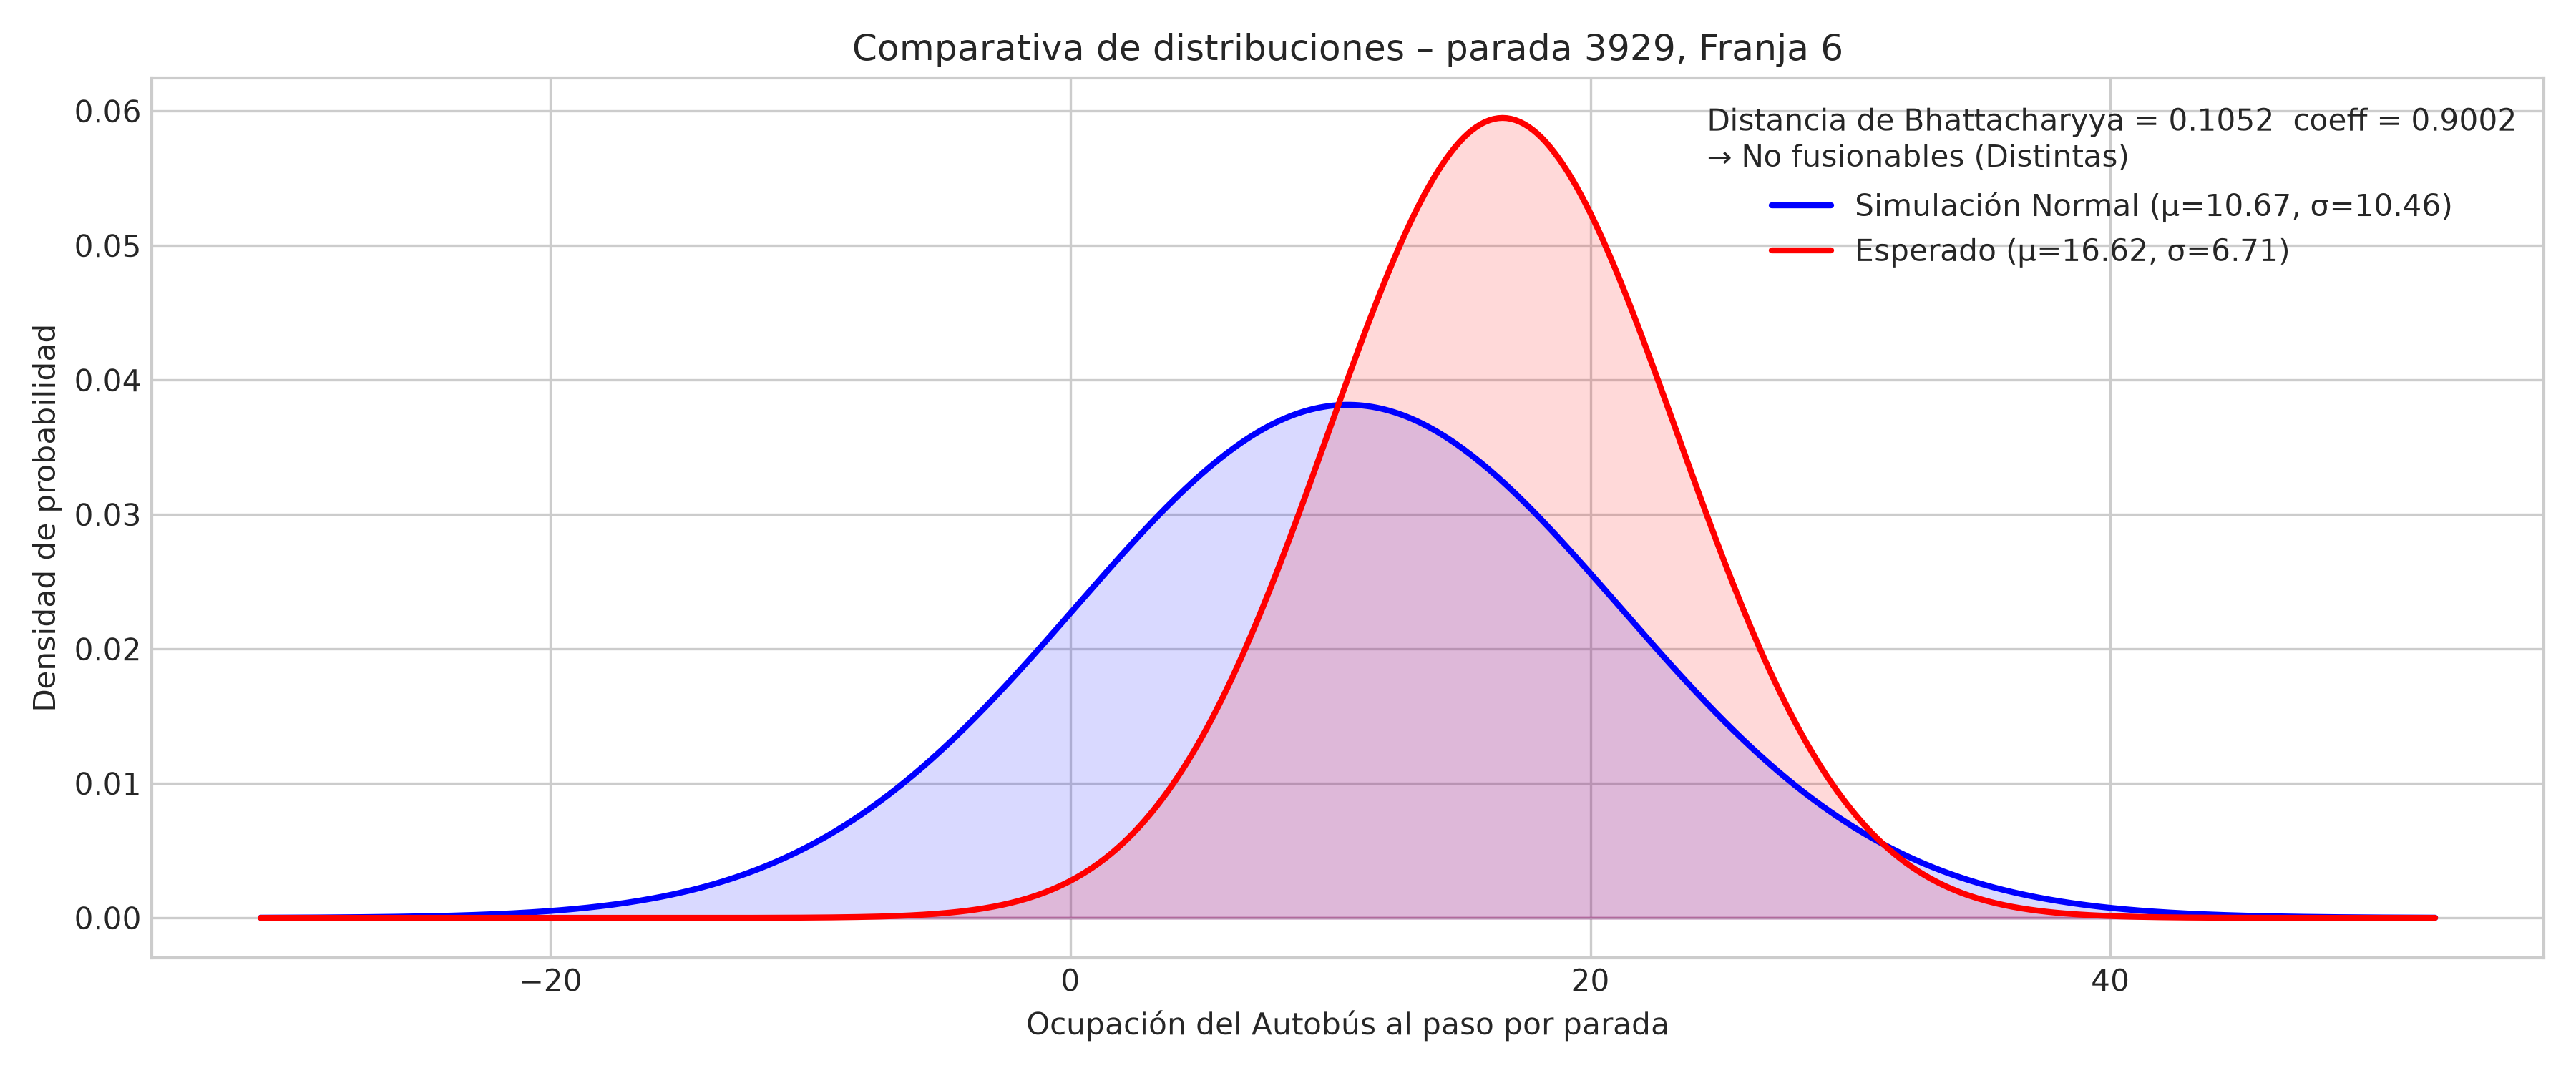 Comparativa de distribuciones – parada 3929, Franja 6
Distancia de Bhattacharyya = 0.1052  coeff = 0.9002
→ No fusionables (Distintas)
Simulación Normal (μ=10.67, σ=10.46)
Esperado (μ=16.62, σ=6.71)
Densidad de probabilidad
0.06
0.05
0.04
0.03
0.02
0.01
0.00
−20 0 20 40
Ocupación del Autobús al paso por parada